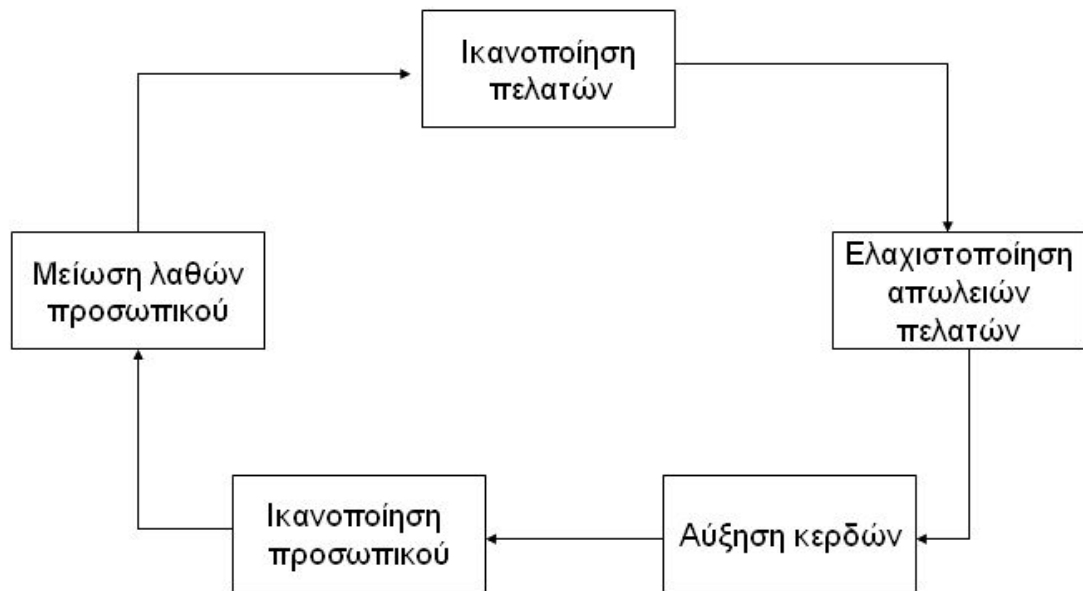 Ικανοποίηση
πελατών
Μείωση λαθών
προσωπικού
Ελαχιστοποίηση
απωλειών
πελατών
Ικανοποίηση
προσωπικού
Αύξηση κερδών